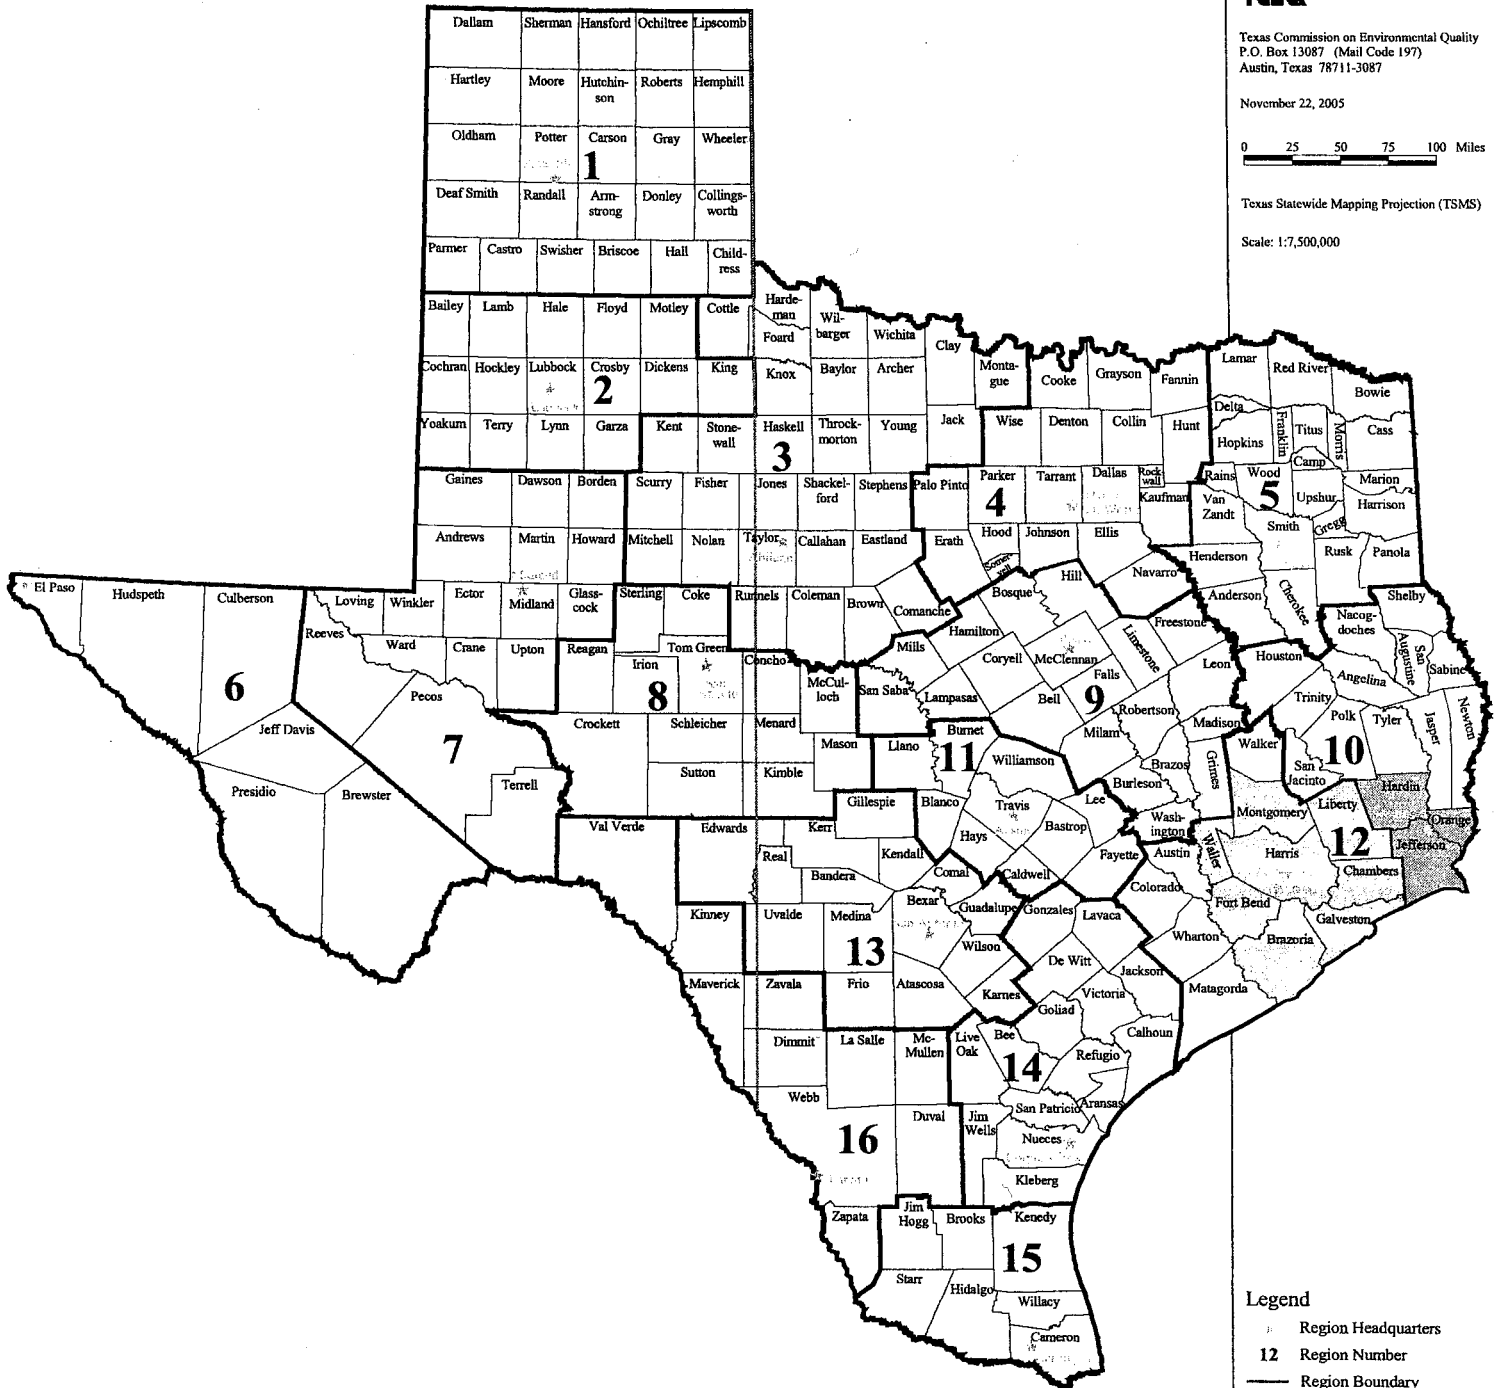 Texas Commission on Environmental Quality
P.O. Box 13087 (Mail Code 197)
Austin, Texas 78711-3087
November 22, 2005
0 25 50 75 100 Miles
Texas Statewide Mapping Projection (TSMS)
Scale: 1:7,500,000
Dallam Sherman Hansford Ochiltree Lipscomb
Hartley Moore Hutchin-
son
Roberts Hemphill
Oldham Potter Carson Gray Wheeler
1
Deaf Smith Randall Arm-
strong
Donley Collings-
worth
Parmer Castro Swisher Briscoe Hall Child-
ress
Bailey Lamb Hale Floyd Motley Cottle
Harde-
man
Foard
Wil-
barger
Wichita
Clay
Monta-
gue
Cooke Grayson Fannin
Lamar Red River Bowie
Cochran Hockley Lubbock Crosby Dickens King
2
Knox Baylor Archer
Delta
Hopkins
Franklin
Titus
Morris
Cass
Camp
Yoakum Terry Lynn Garza Kent Stone-
wall
Haskell Throck-
morton
Young Jack Wise Denton Collin Hunt
3
Gaines Dawson Borden Scurry Fisher Jones Shackel-
ford
Stephens Palo Pinto Parker Tarrant Dallas Rock
wall
Kaufman
4
Rains Wood
5
Upshur Marion
Harrison
Van
Zandt
Smith
Gregg
Rusk Panola
Andrews Martin Howard Mitchell Nolan Taylor Callahan Eastland Erath Hood Johnson Ellis
Somer
vell
Henderson
Navarro
Hill
Bosque
Anderson
Cherokee
Shelby
Nacog-
doches
San
Augustine
Sabine
El Paso Hudspeth Culberson
6
Jeff Davis
Presidio Brewster
Loving Winkler Ector Midland Glass-
cock
Sterling Coke Runnels Coleman Brown Comanche
Reeves Ward Crane Upton Reagan
Irion Tom Green Concho
8
McCul-
loch
San Saba
Mills
Hamilton
Coryell
McClennan
Limestone
Freestone
Falls
Leon
Houston
Angelina
Pecos
7
Terrell
Crockett Schleicher Menard
Sutton Kimble
Mason
Llano
Lampasas
Bell
9
Robertson
Milam
Madison
Brazos
Burleson
Grimes
Walker
Trinity
Polk
Tyler
Jasper
Newton
10
San
Jacinto
Burnet
11
Williamson
Blanco
Travis
Lee
Hays
Bastrop
Wash-
ington
Montgomery
Liberty
Hardin
Orange
Jefferson
12
Chambers
Harris
Waller
Austin
Fayette
Caldwell
Comal
Kendall
Gillespie
Kerr
Real
Bandera
Val Verde Edwards
Kinney Uvalde Medina
13
Bexar
Guadalupe
Wilson
Gonzales
Lavaca
Colorado
Fort Bend
Galveston
Brazoria
Wharton
Matagorda
Jackson
De Witt
Victoria
Calhoun
Maverick Zavala Frio Atascosa Karnes Goliad
Dimmit La Salle Mc-
Mullen
Live
Oak
Bee
14
Refugio
Aransas
San Patricio
Webb
16
Duval
Jim
Wells
Nueces
Kleberg
Zapata
Jim
Hogg
Brooks Kenedy
15
Starr
Hidalgo
Willacy
Cameron
Legend
Region Headquarters
12 Region Number
Region Boundary